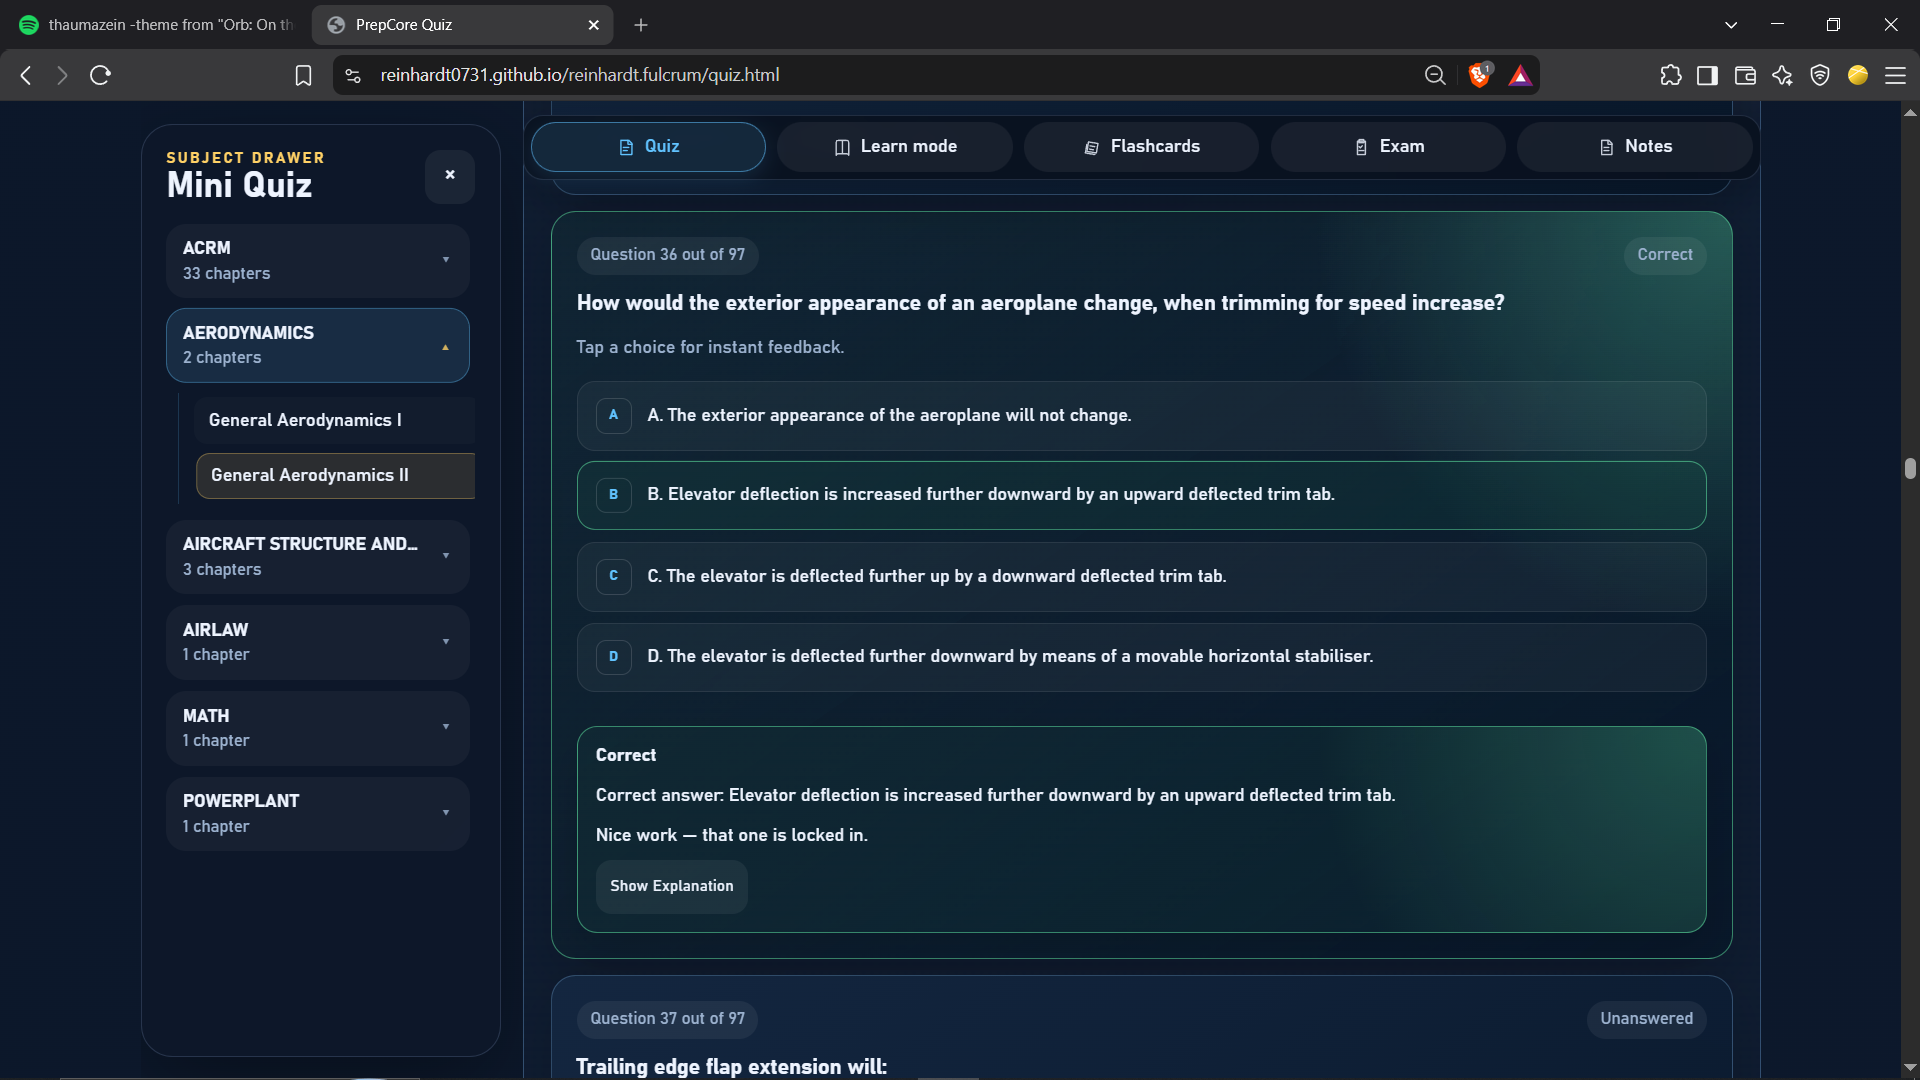 thaumazein -theme from "Orb: On th
PrepCore Quiz
reinhardt0731.github.io/reinhardt.fulcrum/quiz.html
1
SUBJECT DRAWER
Mini Quiz
×
ACRM
33 chapters
AERODYNAMICS
2 chapters
General Aerodynamics I
General Aerodynamics II
AIRCRAFT STRUCTURE AND...
3 chapters
AIRLAW
1 chapter
MATH
1 chapter
POWERPLANT
1 chapter
Quiz
Learn mode
Flashcards
Exam
Notes
Question 36 out of 97
Correct
How would the exterior appearance of an aeroplane change, when trimming for speed increase?
Tap a choice for instant feedback.
A
A. The exterior appearance of the aeroplane will not change.
B
B. Elevator deflection is increased further downward by an upward deflected trim tab.
C
C. The elevator is deflected further up by a downward deflected trim tab.
D
D. The elevator is deflected further downward by means of a movable horizontal stabiliser.
Correct
Correct answer: Elevator deflection is increased further downward by an upward deflected trim tab.
Nice work — that one is locked in.
Show Explanation
Question 37 out of 97
Unanswered
Trailing edge flap extension will: